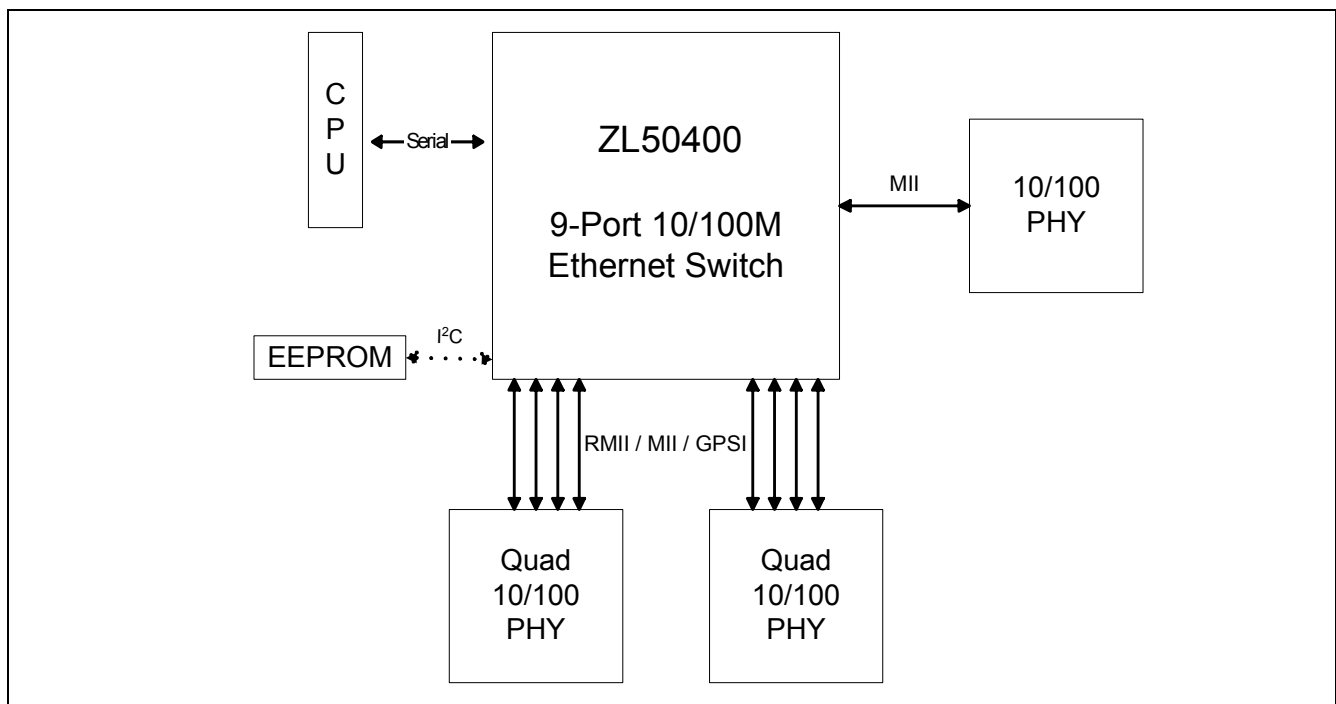 C
P
U
Serial
ZL50400
9-Port 10/100M
Ethernet Switch
MII
10/100
PHY
EEPROM
I²C
RMII / MII / GPSI
Quad
10/100
PHY
Quad
10/100
PHY